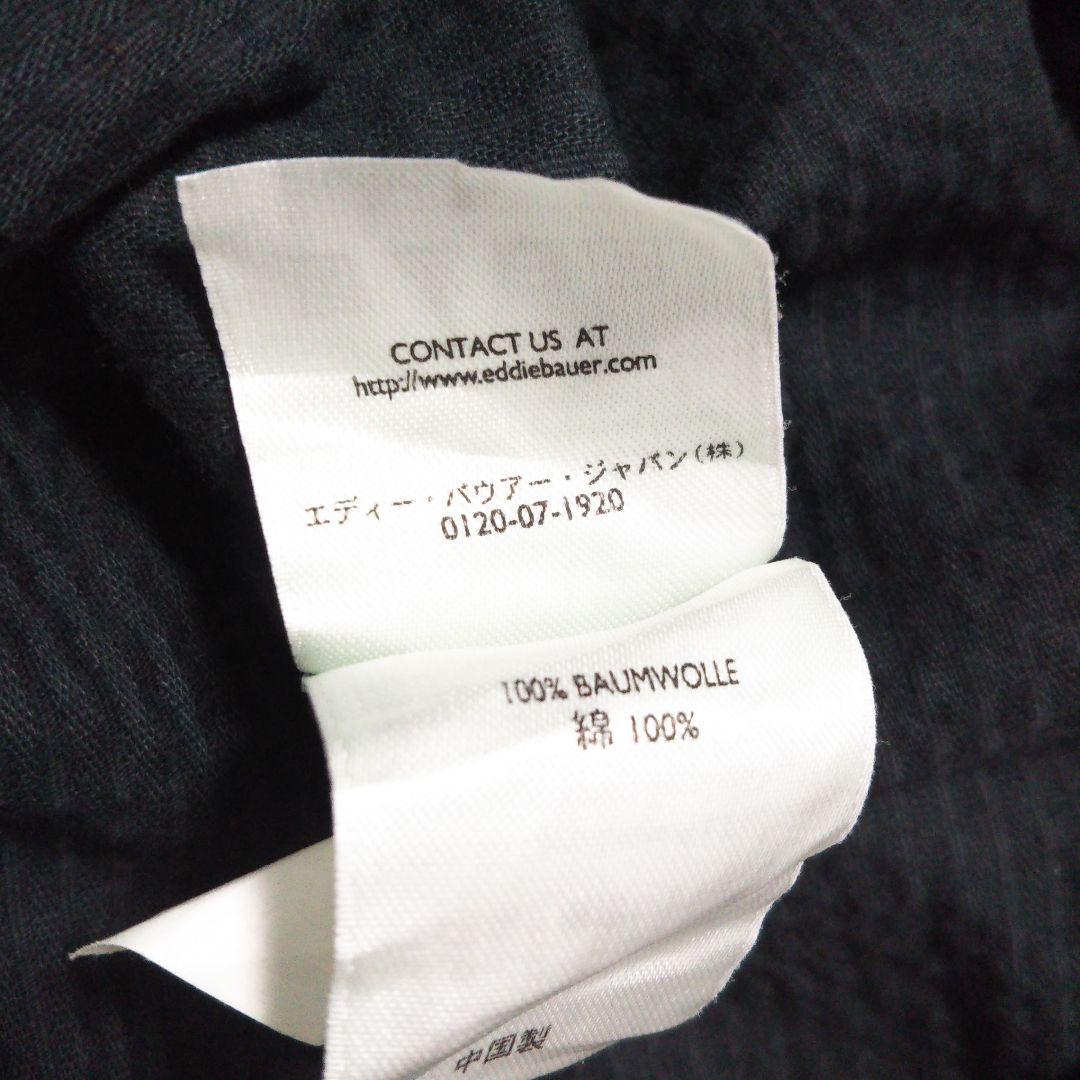 CONTACT US AT
http://www.eddiebauer.com
エディー・バウアー・ジャパン(株)
0120-07-1920
100% BAUMWOLLE
綿 100%
中国製